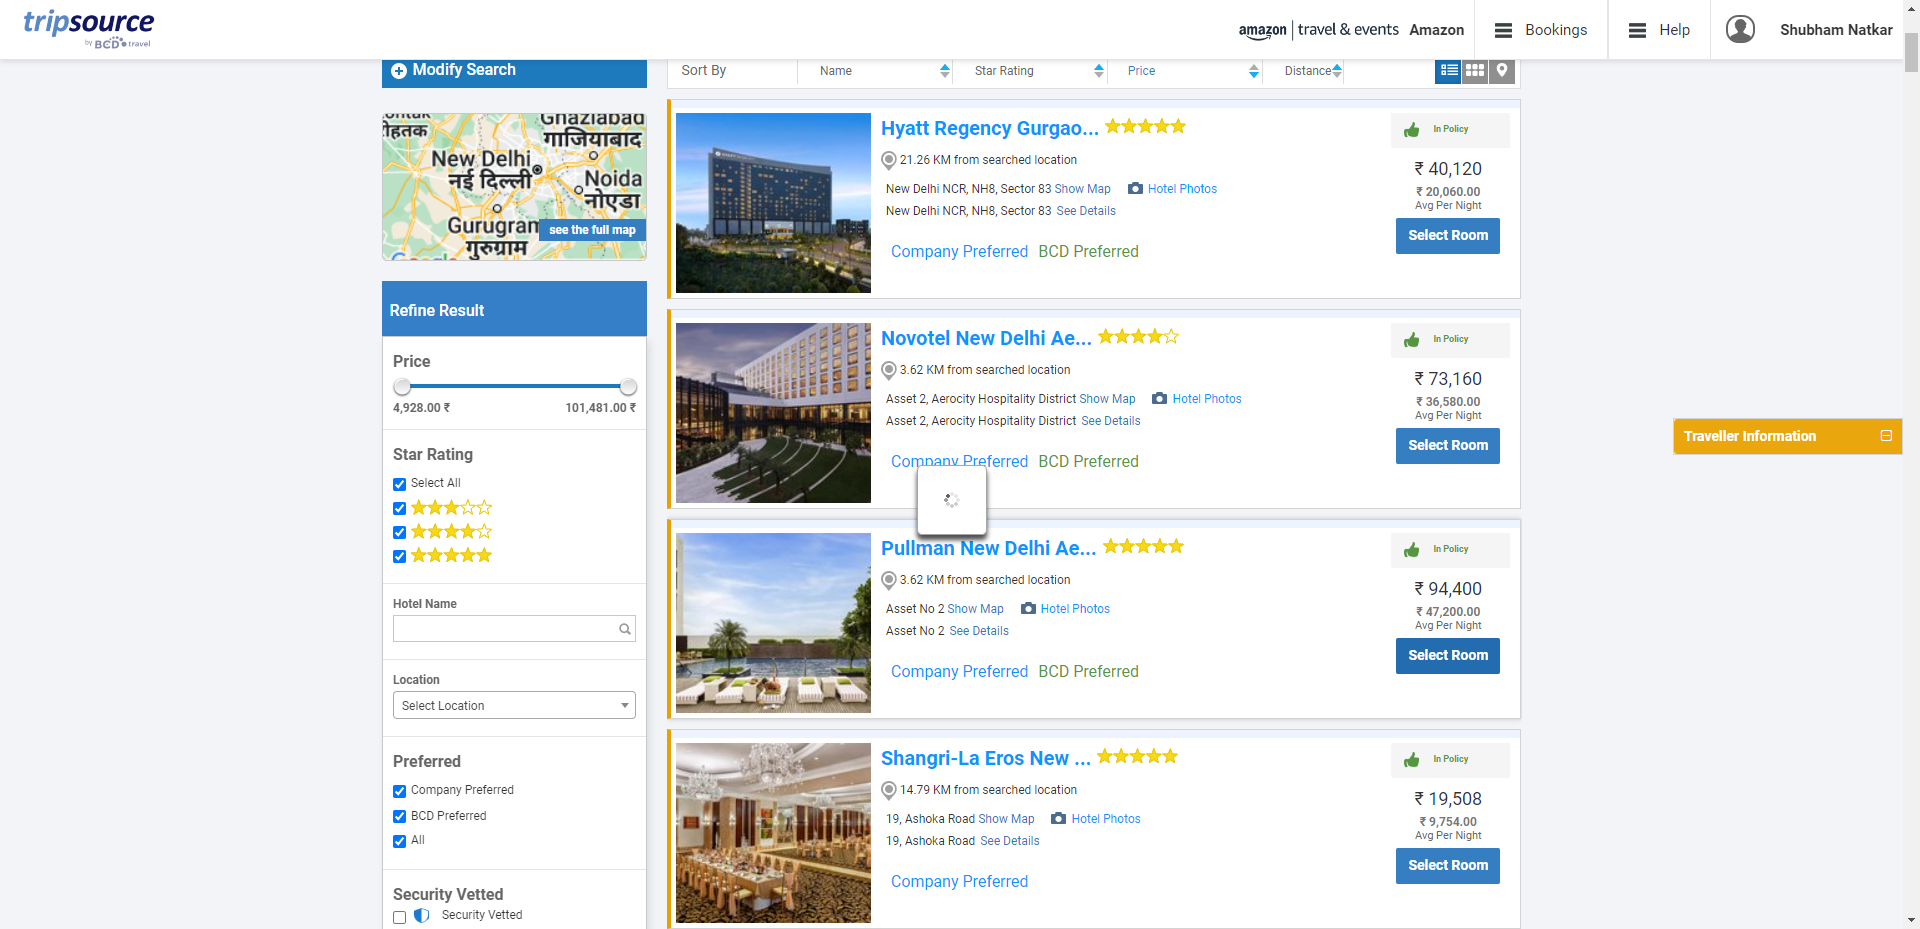 tripsource
by BCD travel
amazon | travel & events Amazon
Bookings
Help
Shubham Natkar
Modify Search
Sort By
Name
Star Rating
Price
Distance
हतक
Ghaziabad
गाजियाबाद
New Delhi
नई दिल्ली
Noida
नोएडा
Gurugram
गुरुग्राम
see the full map
Google
Refine Result
Price
4,928.00 ₹
101,481.00 ₹
Star Rating
Select All
Hotel Name
Location
Select Location
Preferred
Company Preferred
BCD Preferred
All
Security Vetted
Security Vetted
Hyatt Regency Gurgao...
21.26 KM from searched location
New Delhi NCR, NH8, Sector 83 Show Map Hotel Photos
New Delhi NCR, NH8, Sector 83 See Details
Company Preferred BCD Preferred
In Policy
₹ 40,120
₹ 20,060.00
Avg Per Night
Select Room
Novotel New Delhi Ae...
3.62 KM from searched location
Asset 2, Aerocity Hospitality District Show Map Hotel Photos
Asset 2, Aerocity Hospitality District See Details
Company Preferred BCD Preferred
In Policy
₹ 73,160
₹ 36,580.00
Avg Per Night
Select Room
Pullman New Delhi Ae...
3.62 KM from searched location
Asset No 2 Show Map Hotel Photos
Asset No 2 See Details
Company Preferred BCD Preferred
In Policy
₹ 94,400
₹ 47,200.00
Avg Per Night
Select Room
Shangri-La Eros New ...
14.79 KM from searched location
19, Ashoka Road Show Map Hotel Photos
19, Ashoka Road See Details
Company Preferred
In Policy
₹ 19,508
₹ 9,754.00
Avg Per Night
Select Room
Traveller Information